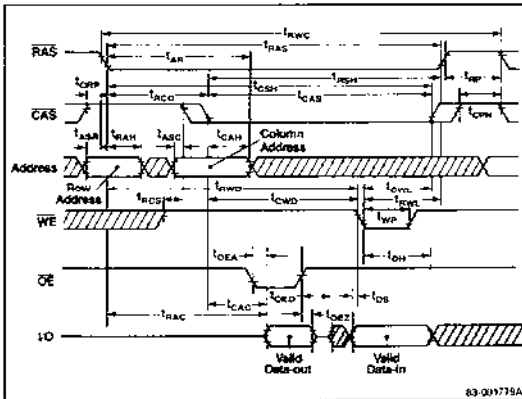 tRWC
RAS
tRAS
tAR
tRSH
tRP
tCRP
tCSH
tRCD
tCAS
tCPN
CAS
tASR
tRAH
tASC
tCAH
Column
Address
Address
Row
Address
tRWD
tCWL
tRCS
tCWD
tRWL
WE
tWP
tOEA
tDH
OE
tOED
tDS
tCAC
tRAC
tOEZ
I/O
Valid
Data-out
Valid
Data-in
83-001779A